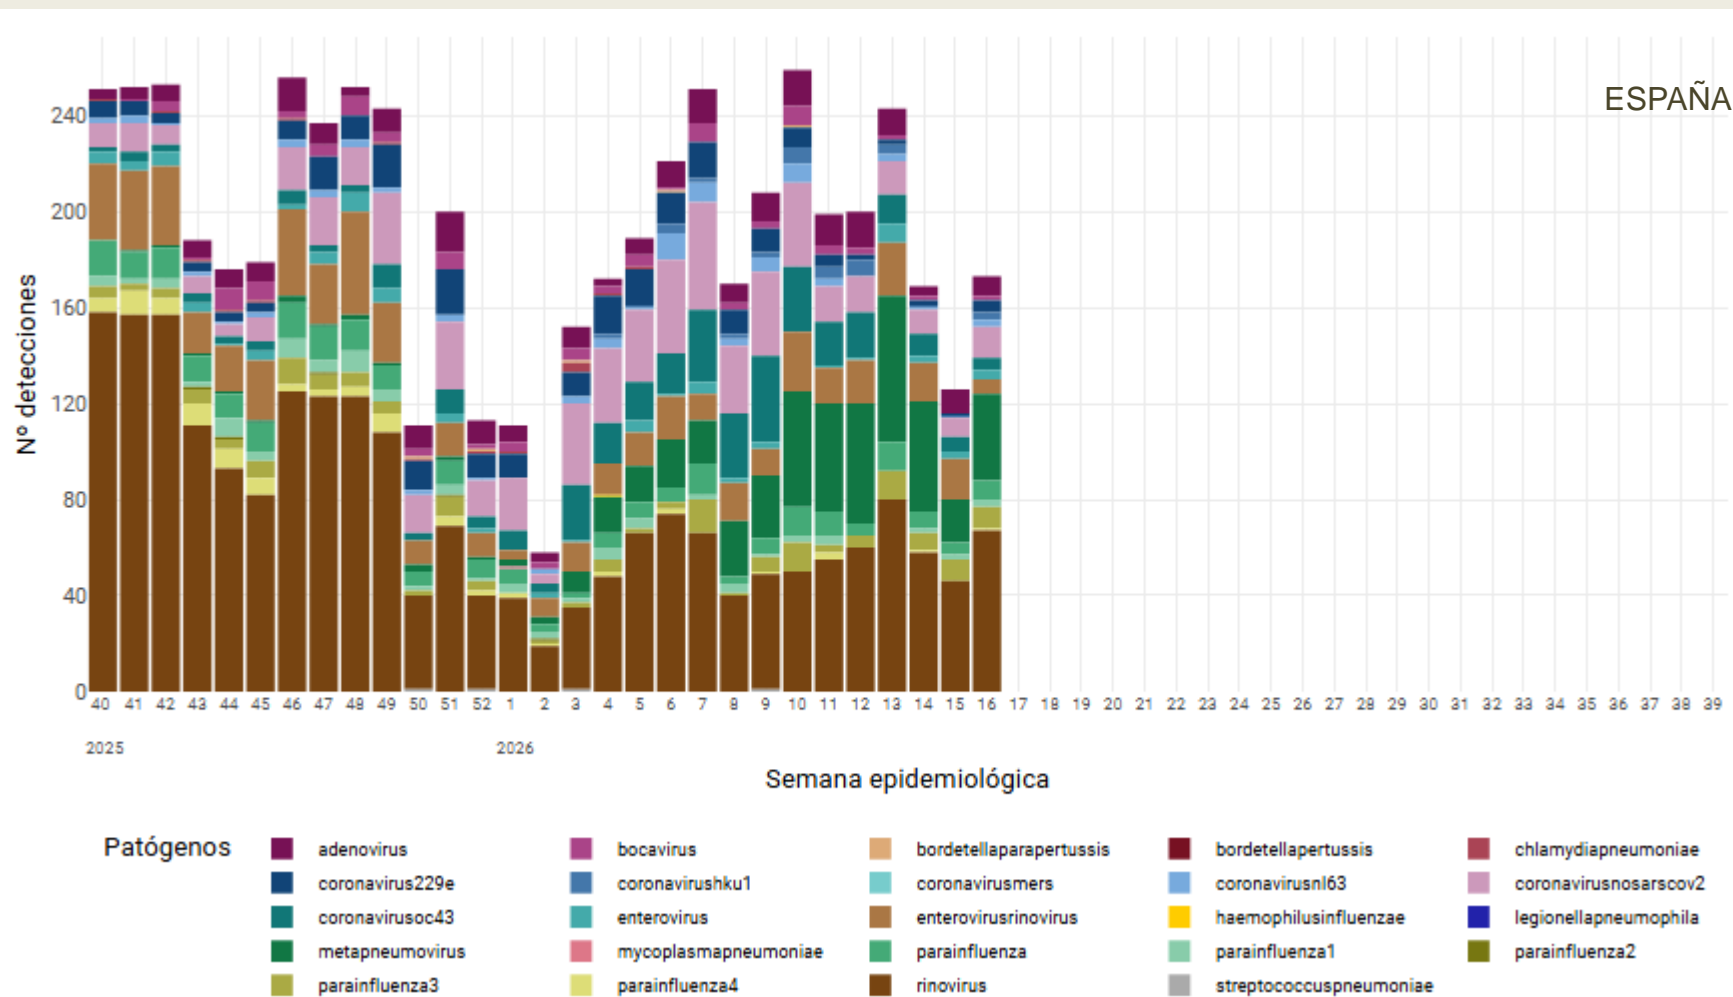 ESPAÑA
Nº detecciones
240
200
160
120
80
40
0
40 41 42 43 44 45 46 47 48 49 50 51 52 1 2 3 4 5 6 7 8 9 10 11 12 13 14 15 16 17 18 19 20 21 22 23 24 25 26 27 28 29 30 31 32 33 34 35 36 37 38 39
2025 2026
Semana epidemiológica
Patógenos
adenovirus bocavirus bordetellaparapertussis bordetellapertussis chlamydiapneumoniae
coronavirus229e coronavirushku1 coronavirusmers coronavirusnl63 coronavirusnosarscov2
coronavirusoc43 enterovirus enterovirusrinovirus haemophilusinfluenzae legionellapneumophila
metapneumovirus mycoplasmapneumoniae parainfluenza parainfluenza1 parainfluenza2
parainfluenza3 parainfluenza4 rinovirus streptococcuspneumoniae